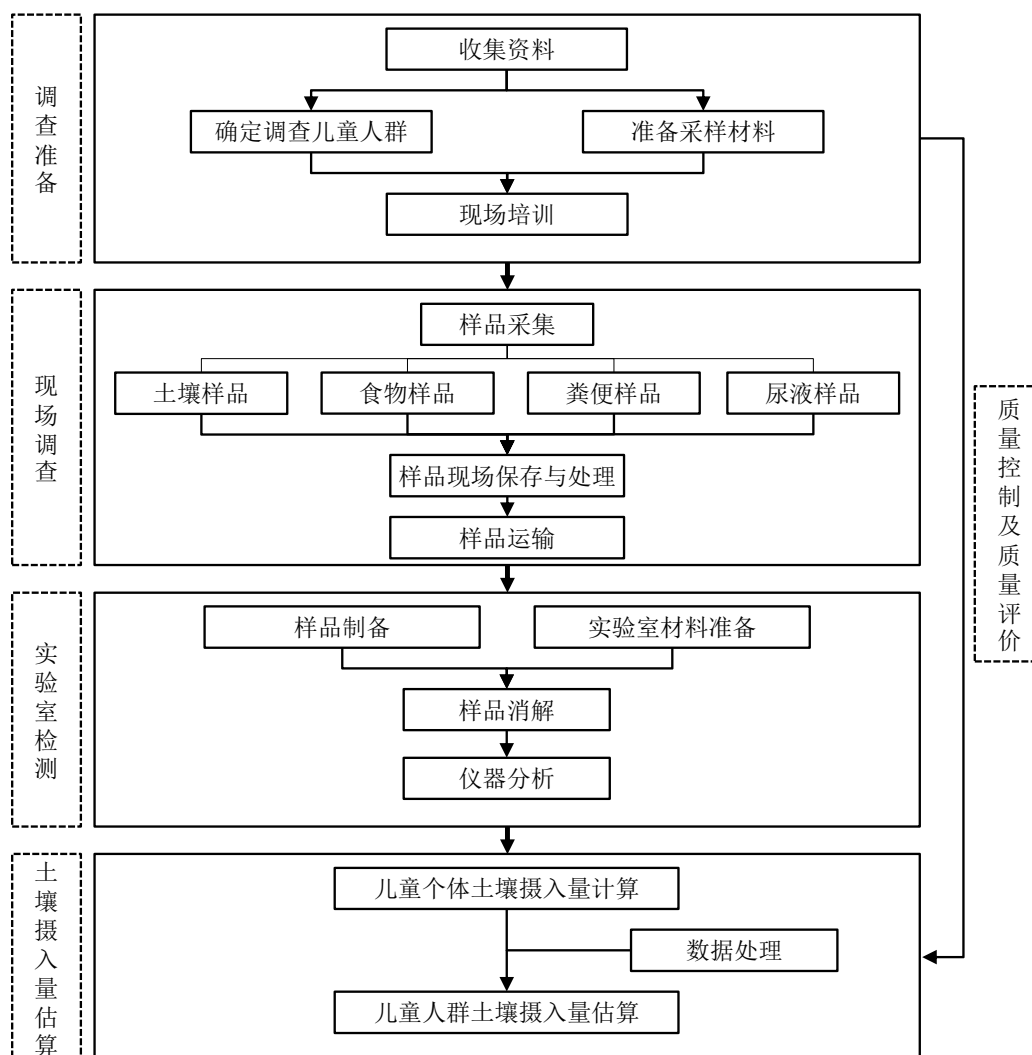 调查准备
收集资料
确定调查儿童人群
准备采样材料
现场培训
现场调查
样品采集
土壤样品
食物样品
粪便样品
尿液样品
样品现场保存与处理
样品运输
实验室检测
样品制备
实验室材料准备
样品消解
仪器分析
土壤摄入量估算
儿童个体土壤摄入量计算
数据处理
儿童人群土壤摄入量估算
质量控制及质量评价